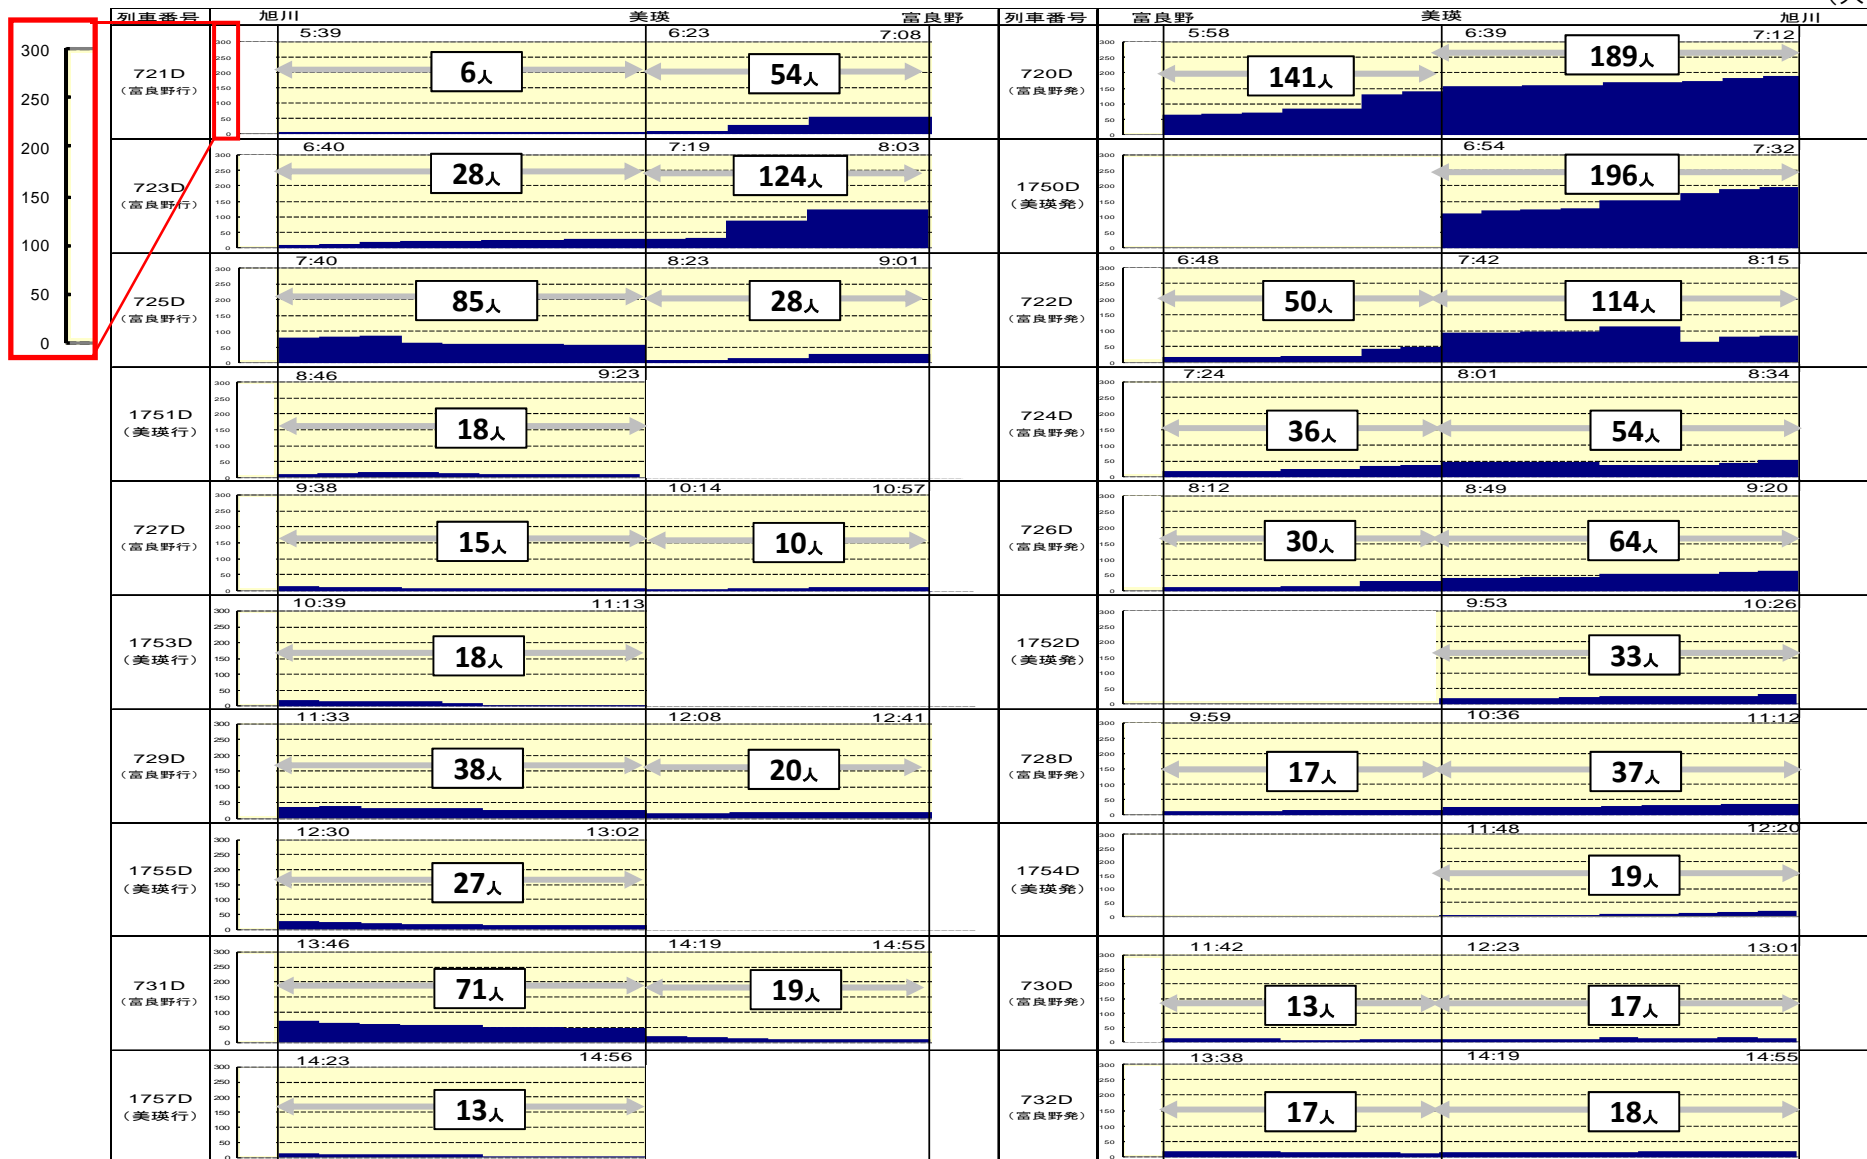 (人
列車番号 旭川 美瑛 富良野 列車番号 富良野 美瑛 旭川
300
250
200
150
100
50
0
721D
(富良野行)
5:39 6:23 7:08
6人 54人
720D
(富良野発)
5:58 6:39 7:12
141人 189人
723D
(富良野行)
6:40 7:19 8:03
28人 124人
1750D
(美瑛発)
6:54 7:32
196人
725D
(富良野行)
7:40 8:23 9:01
85人 28人
722D
(富良野発)
6:48 7:42 8:15
50人 114人
1751D
(美瑛行)
8:46 9:23
18人
724D
(富良野発)
7:24 8:01 8:34
36人 54人
727D
(富良野行)
9:38 10:14 10:57
15人 10人
726D
(富良野発)
8:12 8:49 9:20
30人 64人
1753D
(美瑛行)
10:39 11:13
18人
1752D
(美瑛発)
9:53 10:26
33人
729D
(富良野行)
11:33 12:08 12:41
38人 20人
728D
(富良野発)
9:59 10:36 11:12
17人 37人
1755D
(美瑛行)
12:30 13:02
27人
1754D
(美瑛発)
11:48 12:20
19人
731D
(富良野行)
13:46 14:19 14:55
71人 19人
730D
(富良野発)
11:42 12:23 13:01
13人 17人
1757D
(美瑛行)
14:23 14:56
13人
732D
(富良野発)
13:38 14:19 14:55
17人 18人